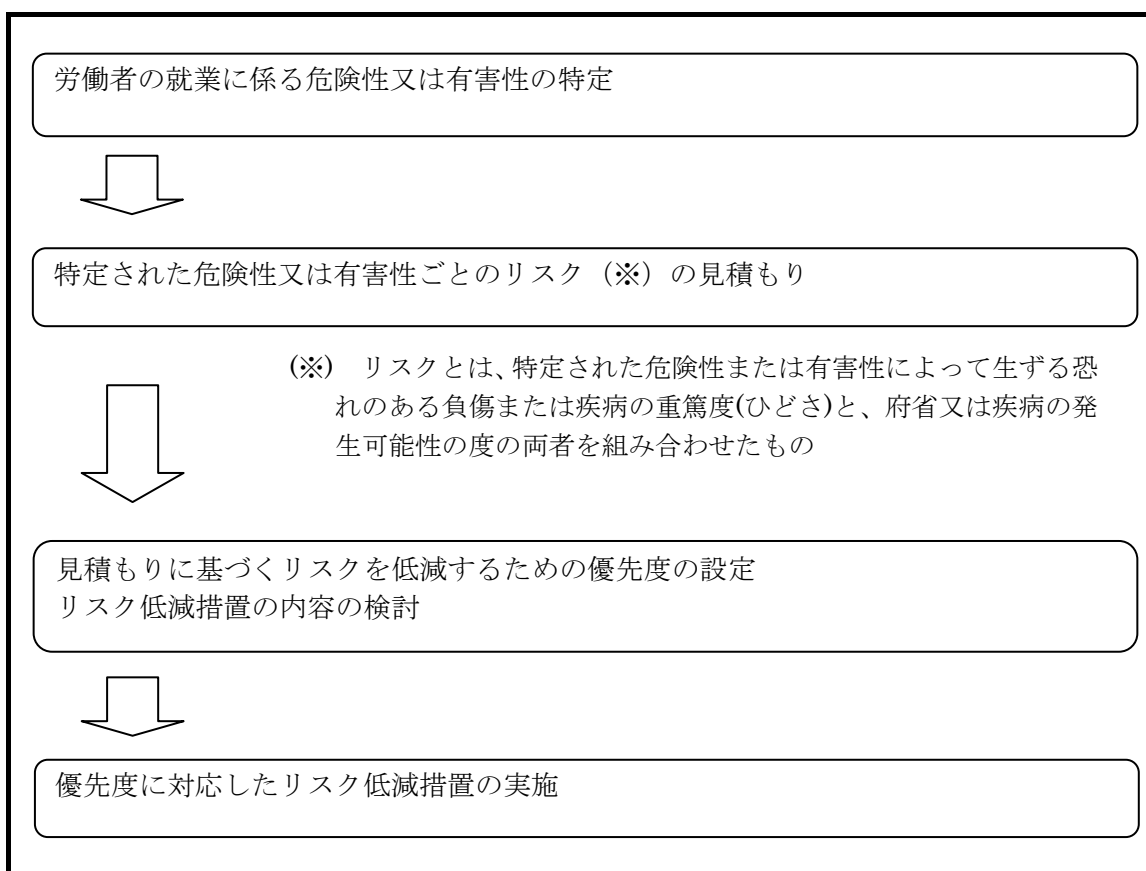 労働者の就業に係る危険性又は有害性の特定
特定された危険性又は有害性ごとのリスク（※）の見積もり
(※)　リスクとは、特定された危険性または有害性によって生ずる恐
れのある負傷または疾病の重篤度(ひどさ)と、府省又は疾病の発
生可能性の度の両者を組み合わせたもの
見積もりに基づくリスクを低減するための優先度の設定
リスク低減措置の内容の検討
優先度に対応したリスク低減措置の実施